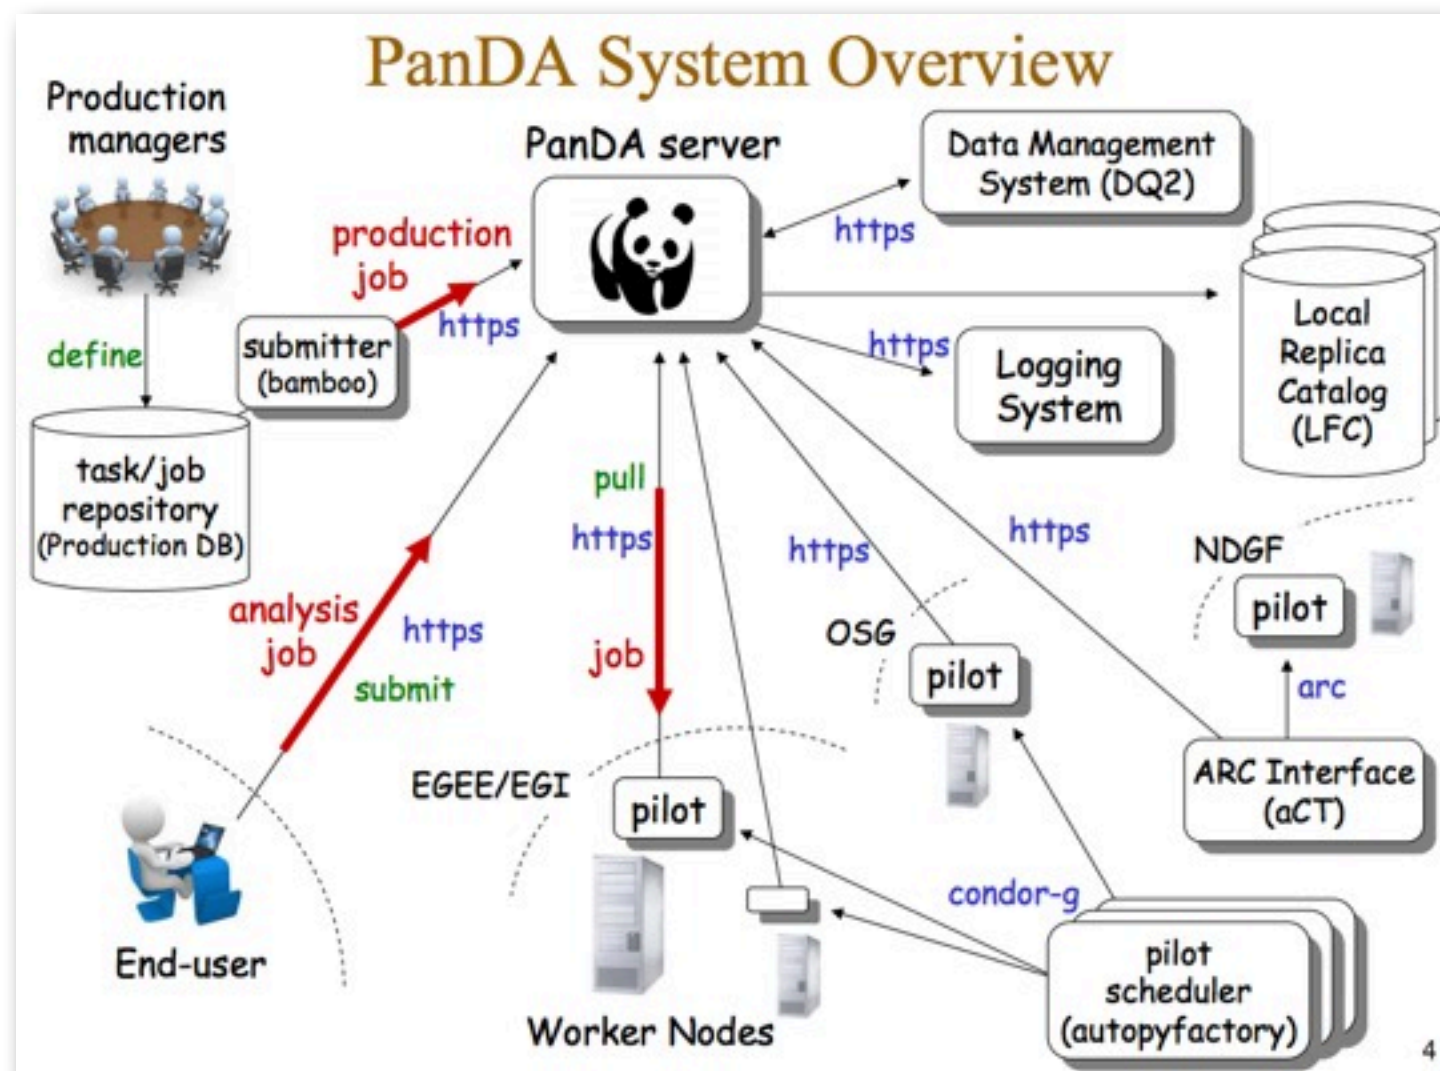 PanDA System Overview
Production
managers
PanDA server
Data Management
System (DQ2)
https
production
job
https
submitter
(bamboo)
define
https
Logging
System
Local
Replica
Catalog
(LFC)
task/job
repository
(Production DB)
pull
https
https
https
NDGF
pilot
analysis
job
https
submit
job
OSG
pilot
arc
EGEE/EGI
pilot
ARC Interface
(aCT)
condor-g
End-user
pilot
scheduler
(autopyfactory)
Worker Nodes
4